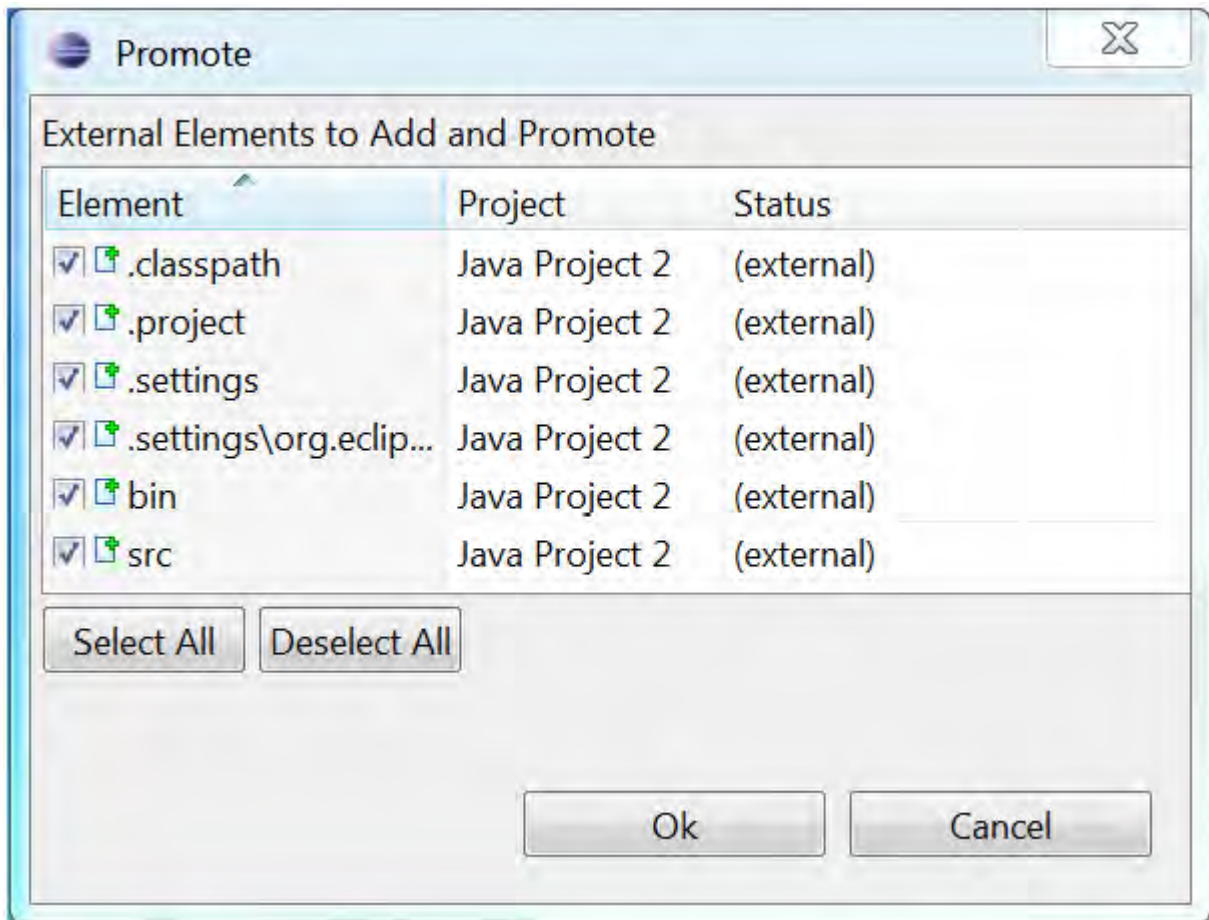 Promote
External Elements to Add and Promote
Element Project Status
.classpath Java Project 2 (external)
.project Java Project 2 (external)
.settings Java Project 2 (external)
.settings\org.eclip... Java Project 2 (external)
bin Java Project 2 (external)
src Java Project 2 (external)
Select All Deselect All
Ok Cancel